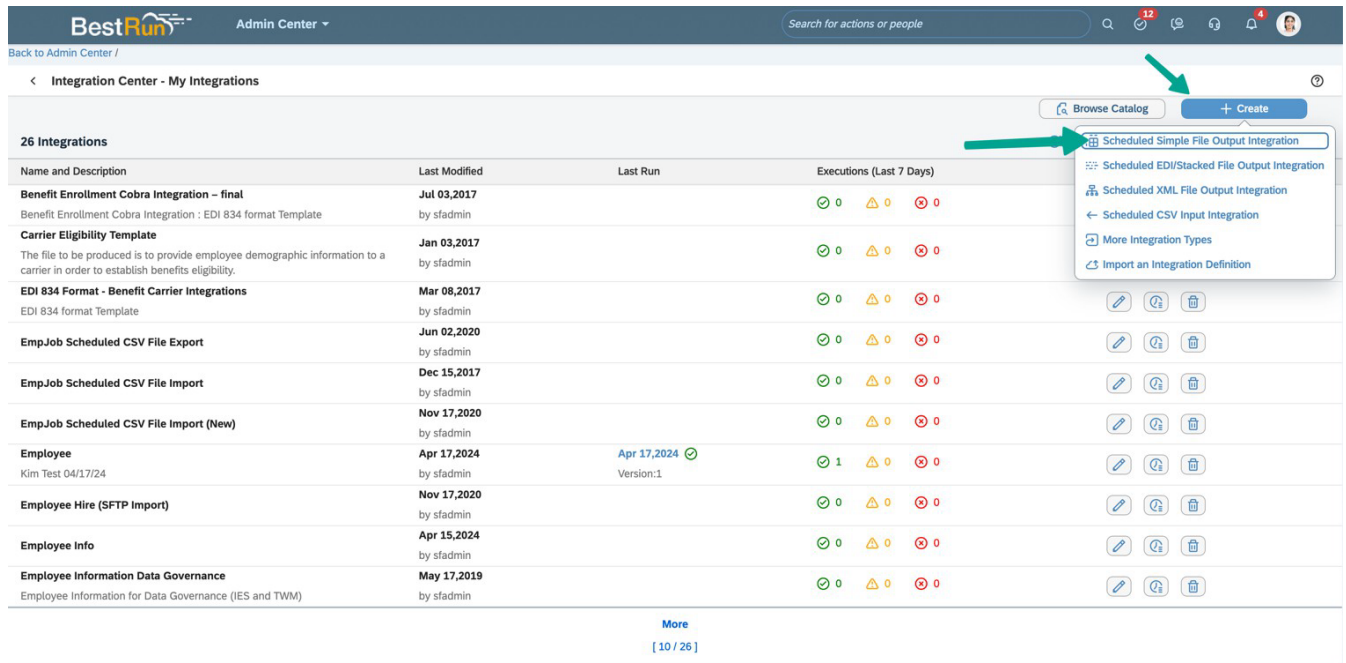 BestRun
Admin Center
Search for actions or people
12
4
Back to Admin Center /
Integration Center - My Integrations
Browse Catalog
+ Create
26 Integrations
Scheduled Simple File Output Integration
Scheduled EDI/Stacked File Output Integration
Scheduled XML File Output Integration
Scheduled CSV Input Integration
More Integration Types
Import an Integration Definition
Name and Description Last Modified Last Run Executions (Last 7 Days)
Benefit Enrollment Cobra Integration – final Jul 03,2017 0 0 0
Benefit Enrollment Cobra Integration : EDI 834 format Template by sfadmin
Carrier Eligibility Template Jan 03,2017 0 0 0
The file to be produced is to provide employee demographic information to a by sfadmin
carrier in order to establish benefits eligibility.
EDI 834 Format - Benefit Carrier Integrations Mar 08,2017 0 0 0
EDI 834 format Template by sfadmin
EmpJob Scheduled CSV File Export Jun 02,2020 0 0 0
by sfadmin
EmpJob Scheduled CSV File Import Dec 15,2017 0 0 0
by sfadmin
EmpJob Scheduled CSV File Import (New) Nov 17,2020 0 0 0
by sfadmin
Employee Apr 17,2024 Apr 17,2024 1 0 0
Kim Test 04/17/24 by sfadmin Version:1
Employee Hire (SFTP Import) Nov 17,2020 0 0 0
by sfadmin
Employee Info Apr 15,2024 0 0 0
by sfadmin
Employee Information Data Governance May 17,2019 0 0 0
Employee Information for Data Governance (IES and TWM) by sfadmin
More
[ 10 / 26 ]